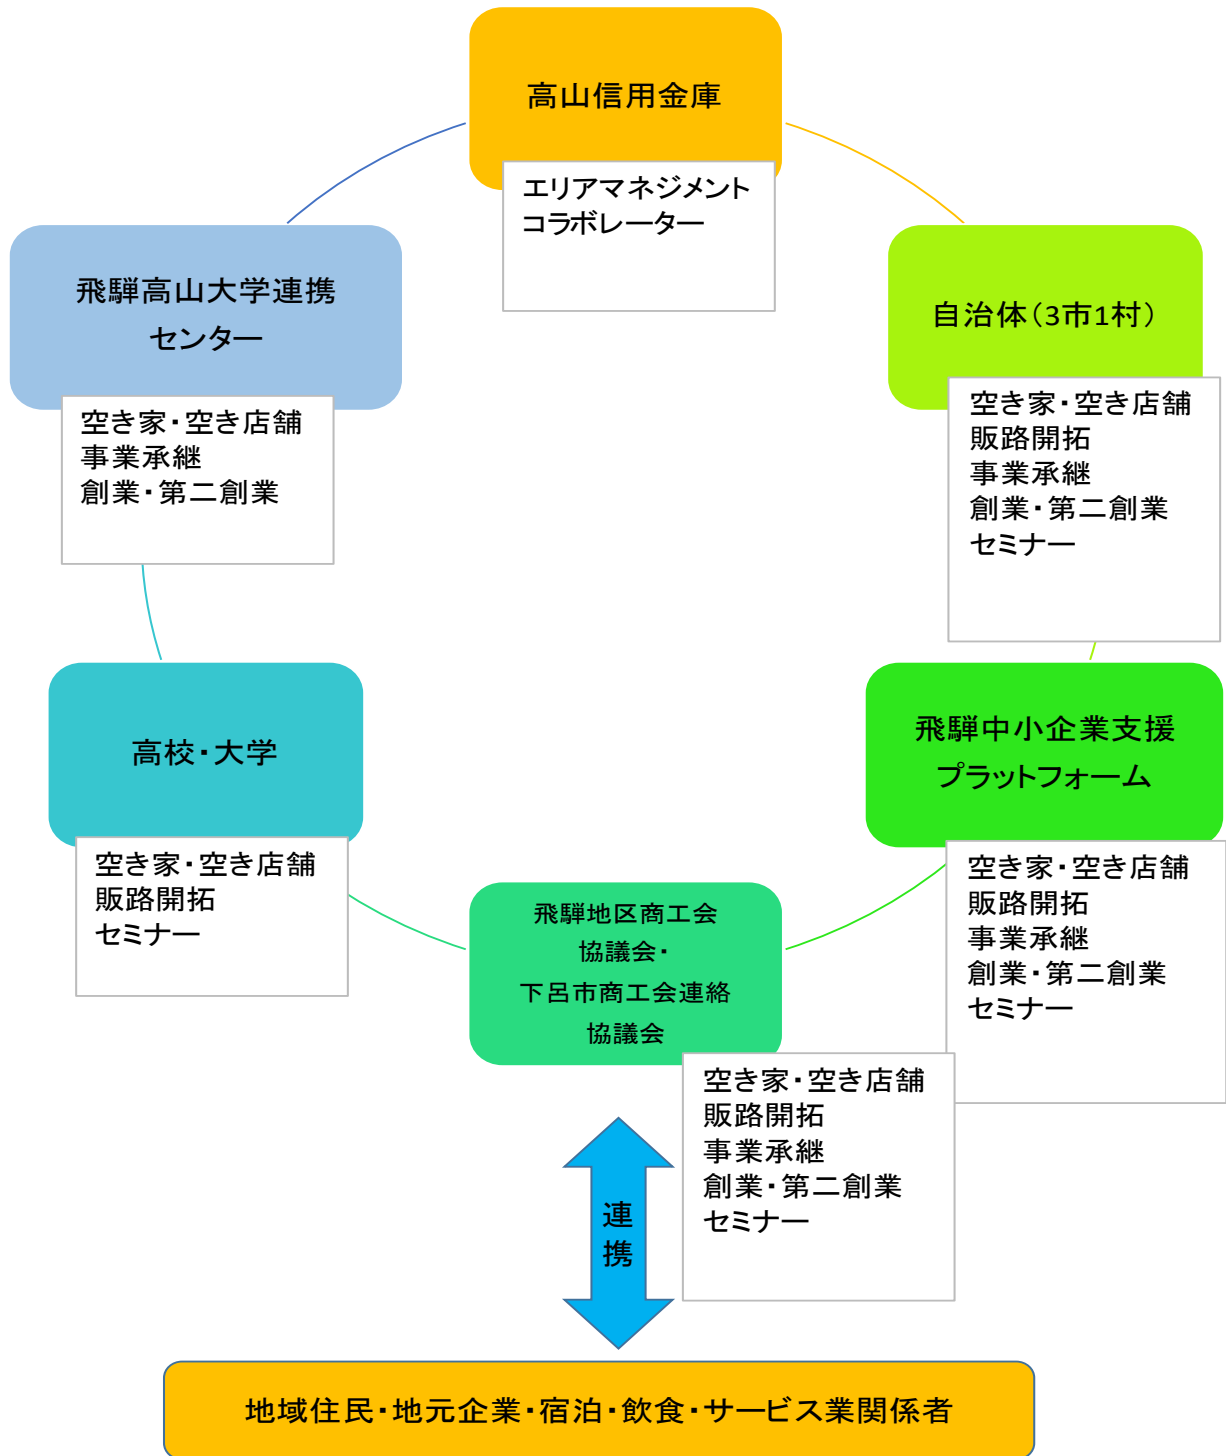 高山信用金庫
エリアマネジメント
コラボレーター
飛騨高山大学連携
センター
空き家・空き店舗
事業承継
創業・第二創業
自治体（3市1村）
空き家・空き店舗
販路開拓
事業承継
創業・第二創業
セミナー
高校・大学
空き家・空き店舗
販路開拓
セミナー
飛騨中小企業支援
プラットフォーム
空き家・空き店舗
販路開拓
事業承継
創業・第二創業
セミナー
飛騨地区商工会
協議会・
下呂市商工会連絡
協議会
空き家・空き店舗
販路開拓
事業承継
創業・第二創業
セミナー
連
携
地域住民・地元企業・宿泊・飲食・サービス業関係者